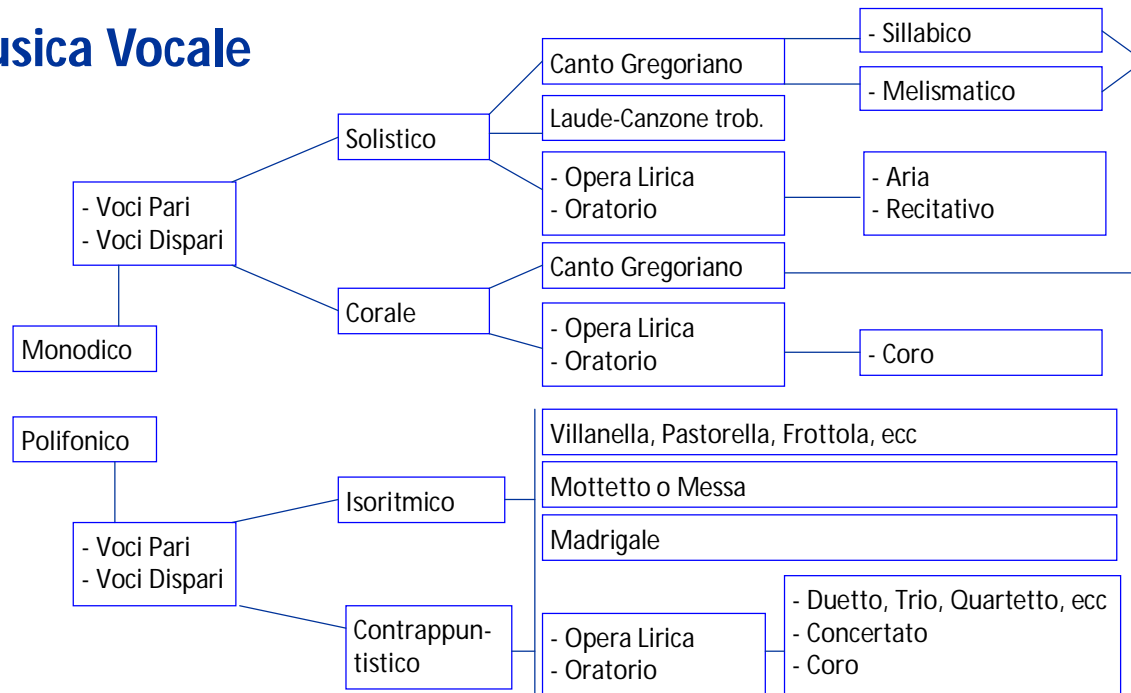 usica Vocale
- Sillabico
Canto Gregoriano
- Melismatico
Laude-Canzone trob.
Solistico
- Opera Lirica
- Oratorio
- Aria
- Recitativo
- Voci Pari
- Voci Dispari
Canto Gregoriano
Corale
- Opera Lirica
- Oratorio
Monodico
- Coro
Polifonico
Villanella, Pastorella, Frottola, ecc
Isoritmico
Mottetto o Messa
Madrigale
- Voci Pari
- Voci Dispari
Contrappun-
tistico
- Opera Lirica
- Oratorio
- Duetto, Trio, Quartetto, ecc
- Concertato
- Coro